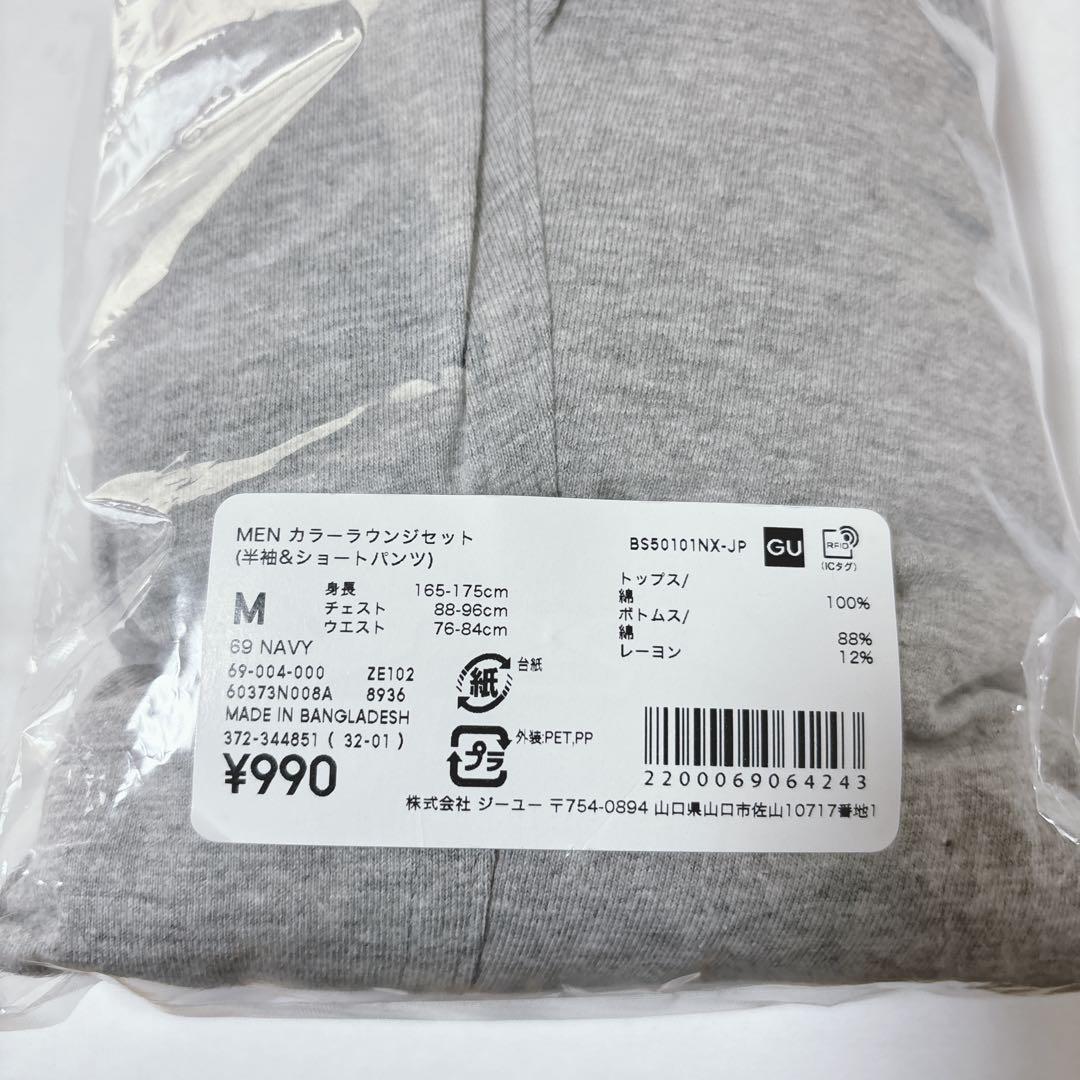 MEN カラーラウンジセット
(半袖&ショートパンツ)
BS50101NX-JP
GU
RFID
(ICタグ)
M
身長 165-175cm
チェスト 88-96cm
ウエスト 76-84cm
トップス/
綿 100%
ボトムス/
綿 88%
レーヨン 12%
69 NAVY
69-004-000 ZE102
60373N008A 8936
MADE IN BANGLADESH
372-344851 ( 32-01 )
¥990
紙
台紙
プラ
外装:PET,PP
2200069064243
株式会社 ジーユー 〒754-0894 山口県山口市佐山10717番地1